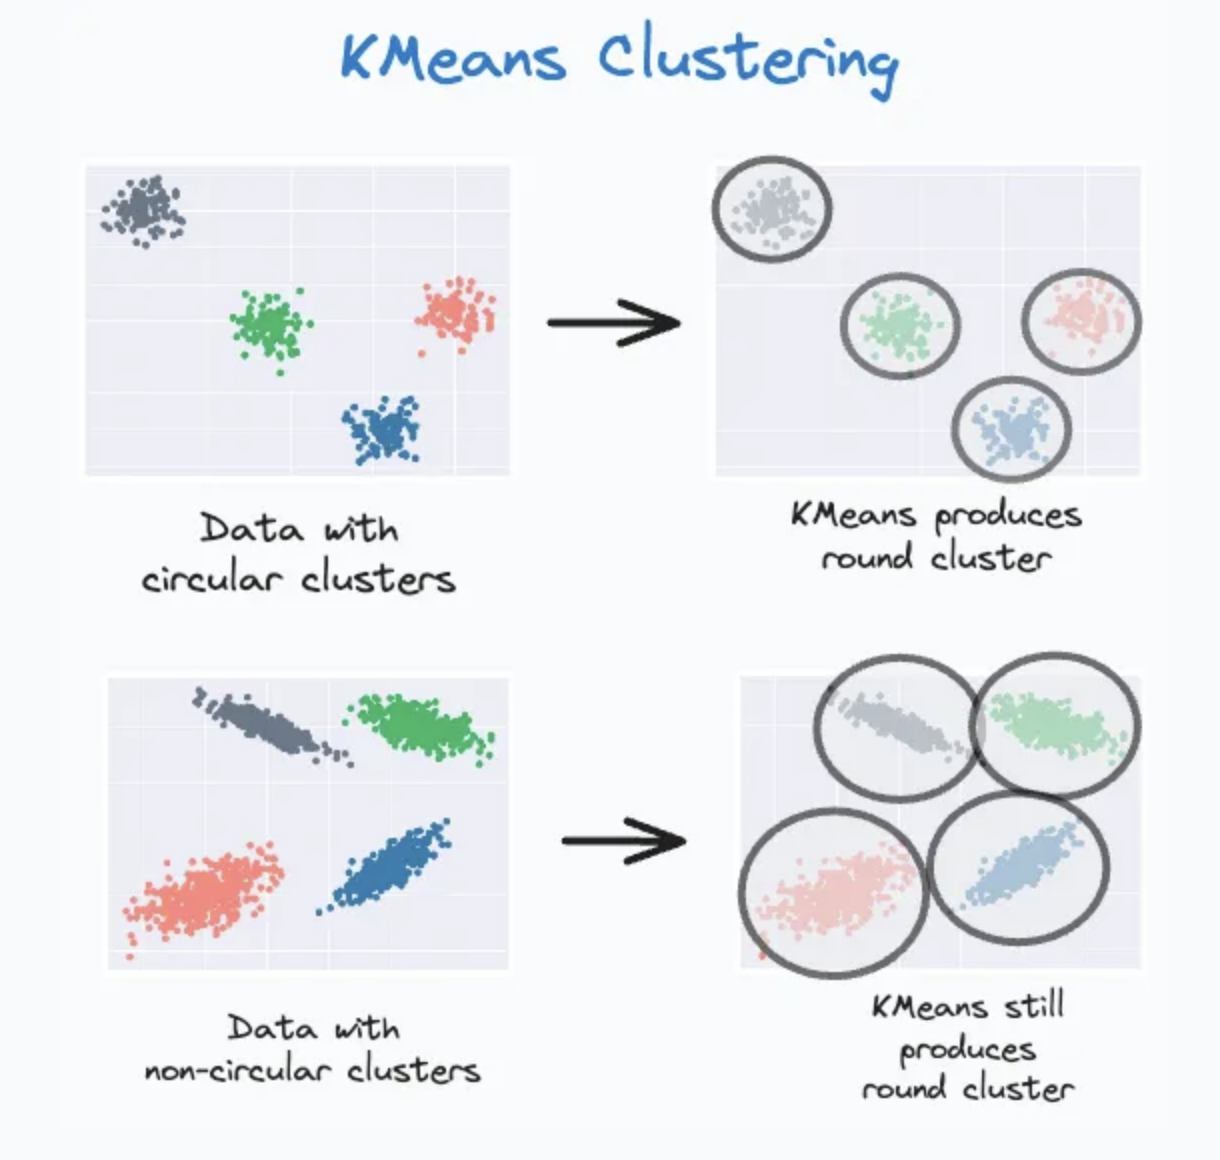 KMeans Clustering
Data with
circular clusters
KMeans produces
round cluster
Data with
non-circular clusters
KMeans still
produces
round cluster